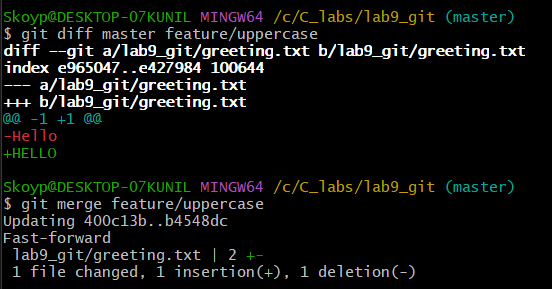 Skoyp@DESKTOP-O7KUNIL MINGW64 /c/C_labs/lab9_git (master)
$ git diff master feature/uppercase
diff --git a/lab9_git/greeting.txt b/lab9_git/greeting.txt
index e965047..e427984 100644
--- a/lab9_git/greeting.txt
+++ b/lab9_git/greeting.txt
@@ -1 +1 @@
-Hello
+HELLO
Skoyp@DESKTOP-O7KUNIL MINGW64 /c/C_labs/lab9_git (master)
$ git merge feature/uppercase
Updating 400c13b..b4548dc
Fast-forward
 lab9_git/greeting.txt | 2 +-
 1 file changed, 1 insertion(+), 1 deletion(-)